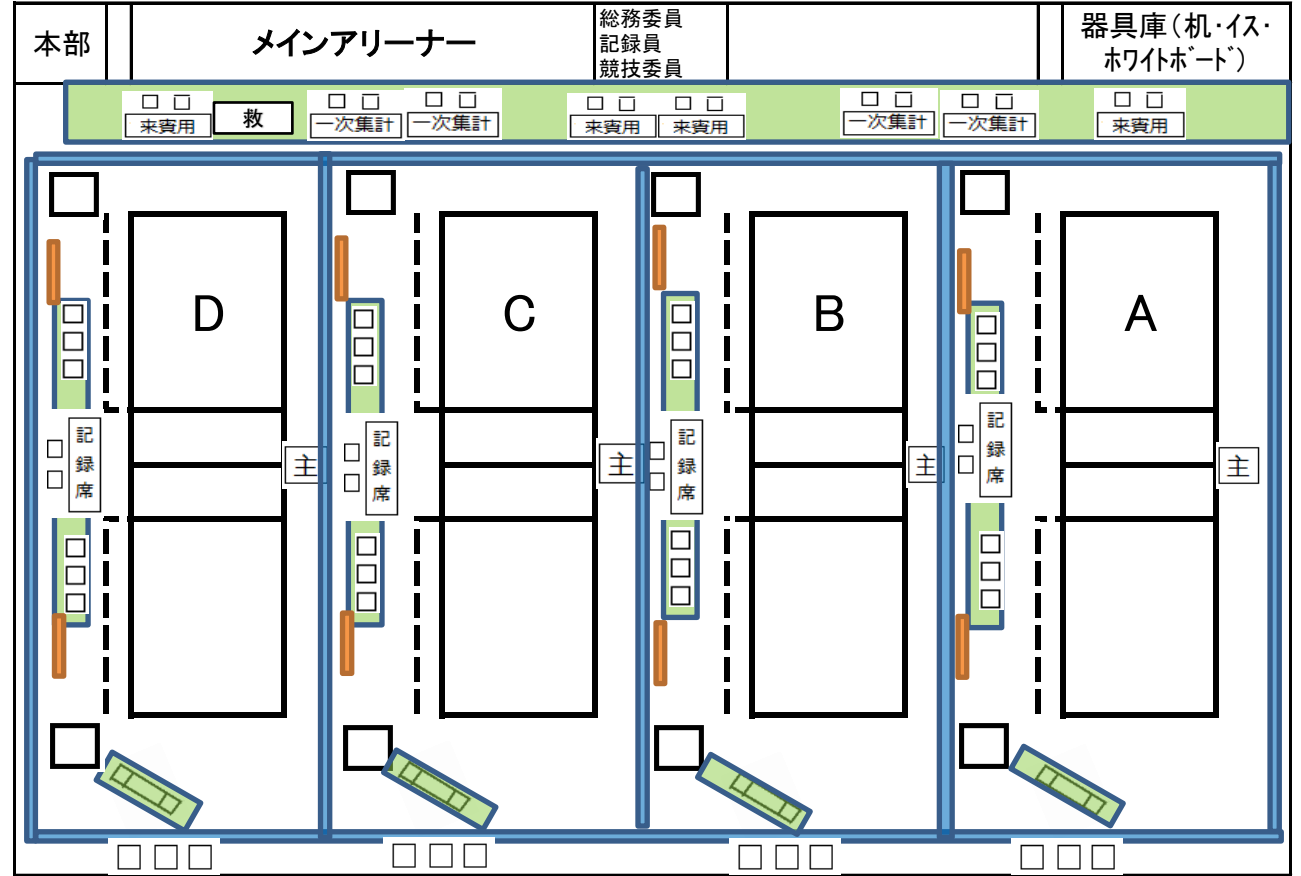 本部
メインアリーナー
総務委員
記録員
競技委員
器具庫(机・イス・
ホワイトボード)
来賓用
救
一次集計
一次集計
来賓用
来賓用
一次集計
一次集計
来賓用
D
C
B
A
記録席
主
記録席
主
記録席
主
記録席
主